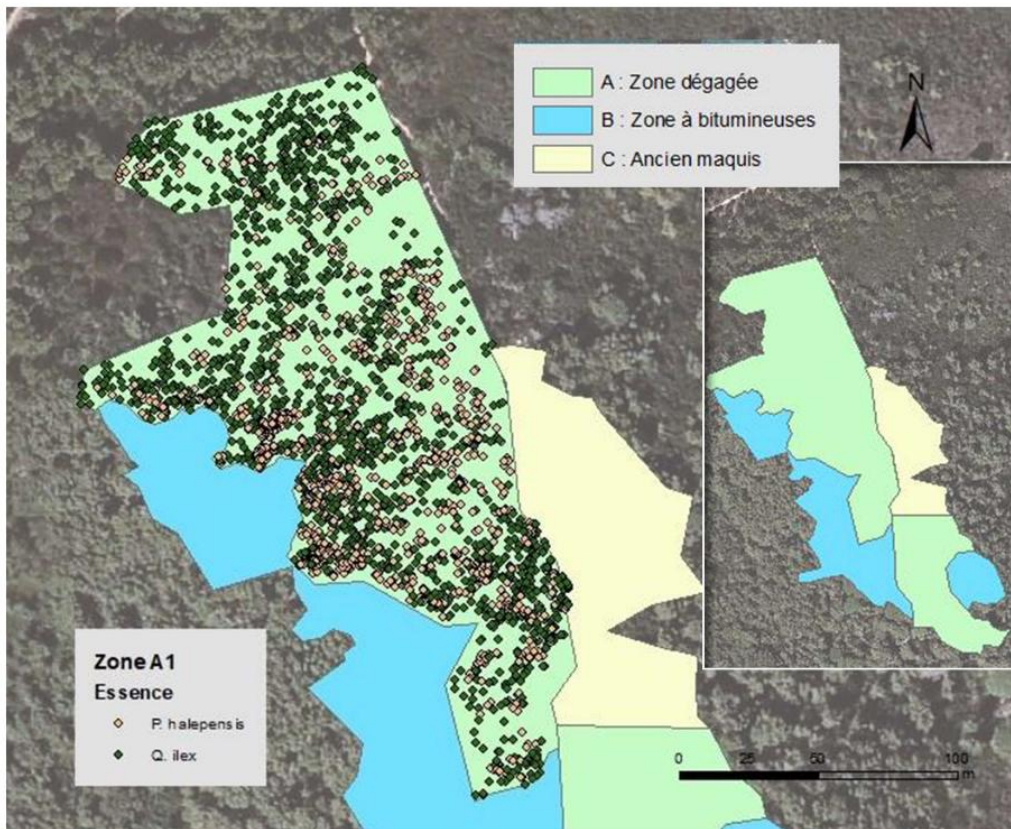 A : Zone dégagée
B : Zone à bitumineuses
C : Ancien maquis
N
Zone A1
Essence
P. halepensis
Q. ilex
0 25 50 100
m